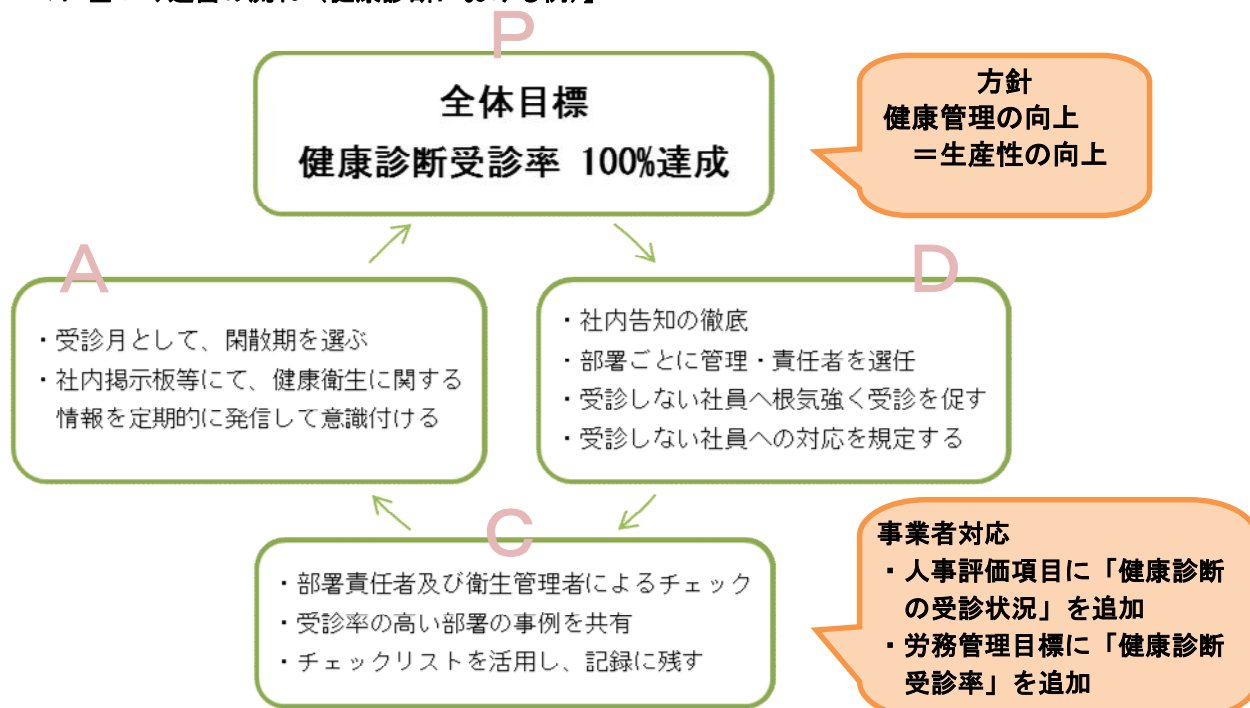 P
全体目標
健康診断受診率 100%達成
方針
健康管理の向上
=生産性の向上
A
・受診月として、閑散期を選ぶ
・社内掲示板等にて、健康衛生に関する
情報を定期的に発信して意識付ける
D
・社内告知の徹底
・部署ごとに管理・責任者を選任
・受診しない社員へ根気強く受診を促す
・受診しない社員への対応を規定する
C
・部署責任者及び衛生管理者によるチェック
・受診率の高い部署の事例を共有
・チェックリストを活用し、記録に残す
事業者対応
・人事評価項目に「健康診断
の受診状況」を追加
・労務管理目標に「健康診断
受診率」を追加